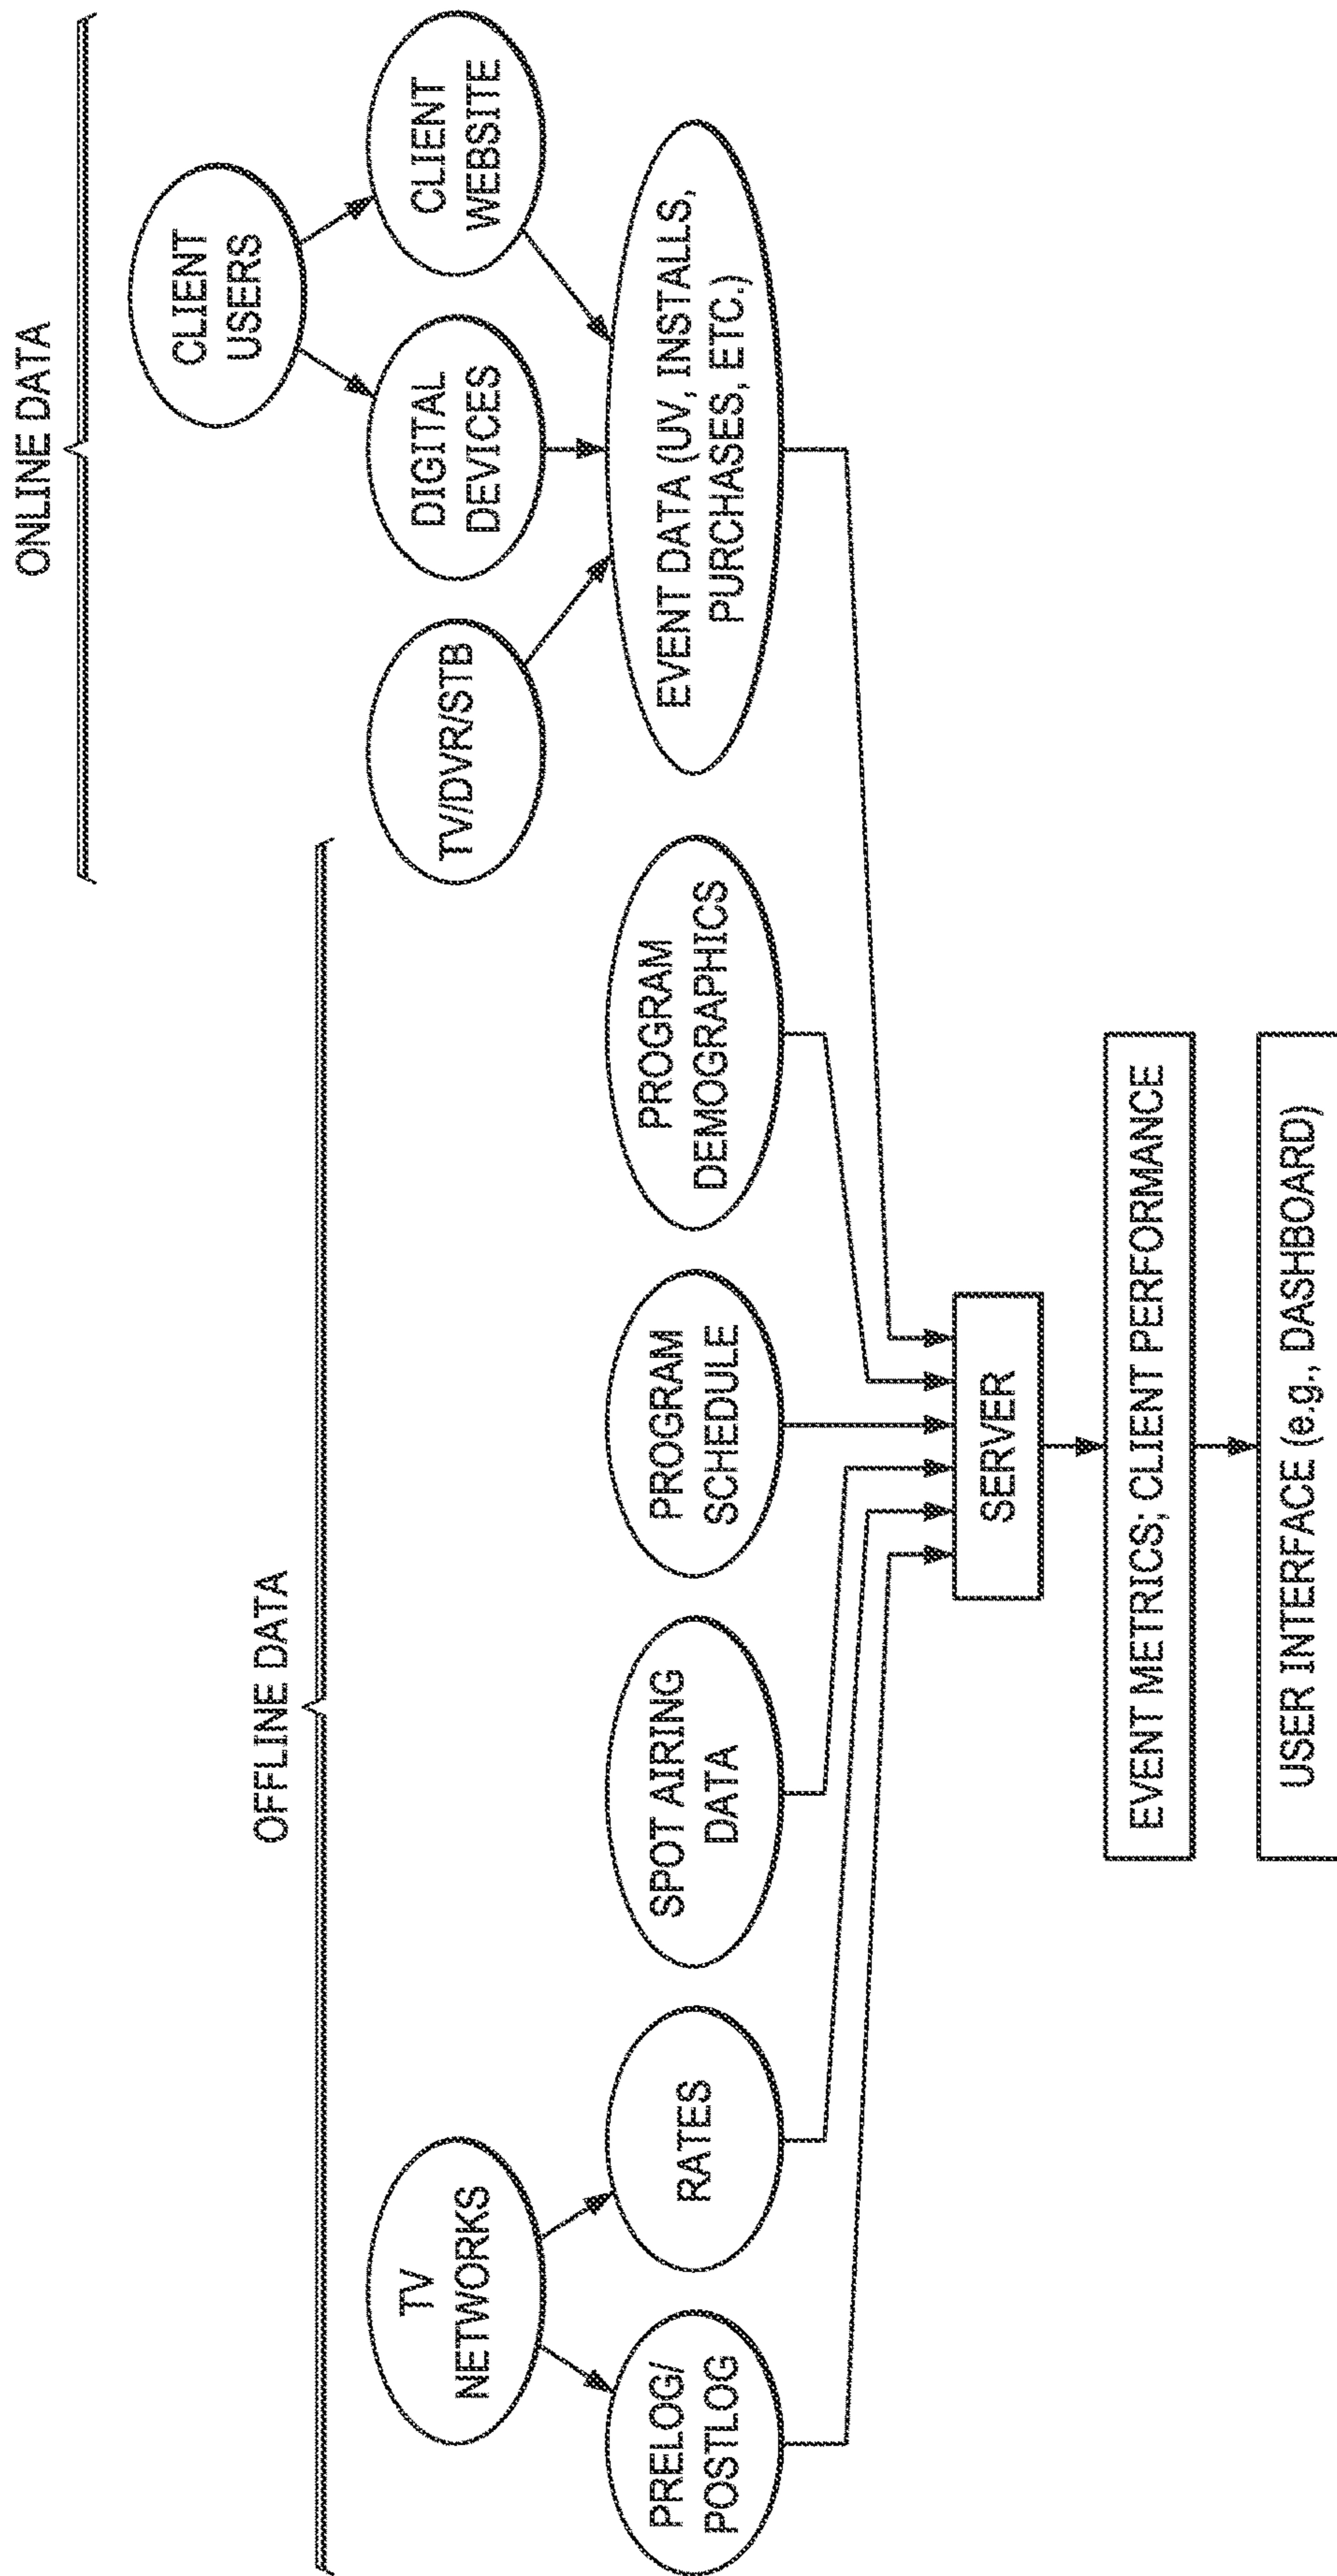 ONLINE DATA
OFFLINE DATA
CLIENT
USERS
TV
NETWORKS
TV/DVR/STB
DIGITAL
DEVICES
CLIENT
WEBSITE
PRELOG/
POSTLOG
RATES
SPOT AIRING
DATA
PROGRAM
SCHEDULE
PROGRAM
DEMOGRAPHICS
EVENT DATA (UV, INSTALLS,
PURCHASES, ETC.)
SERVER
EVENT METRICS; CLIENT PERFORMANCE
USER INTERFACE (e.g., DASHBOARD)